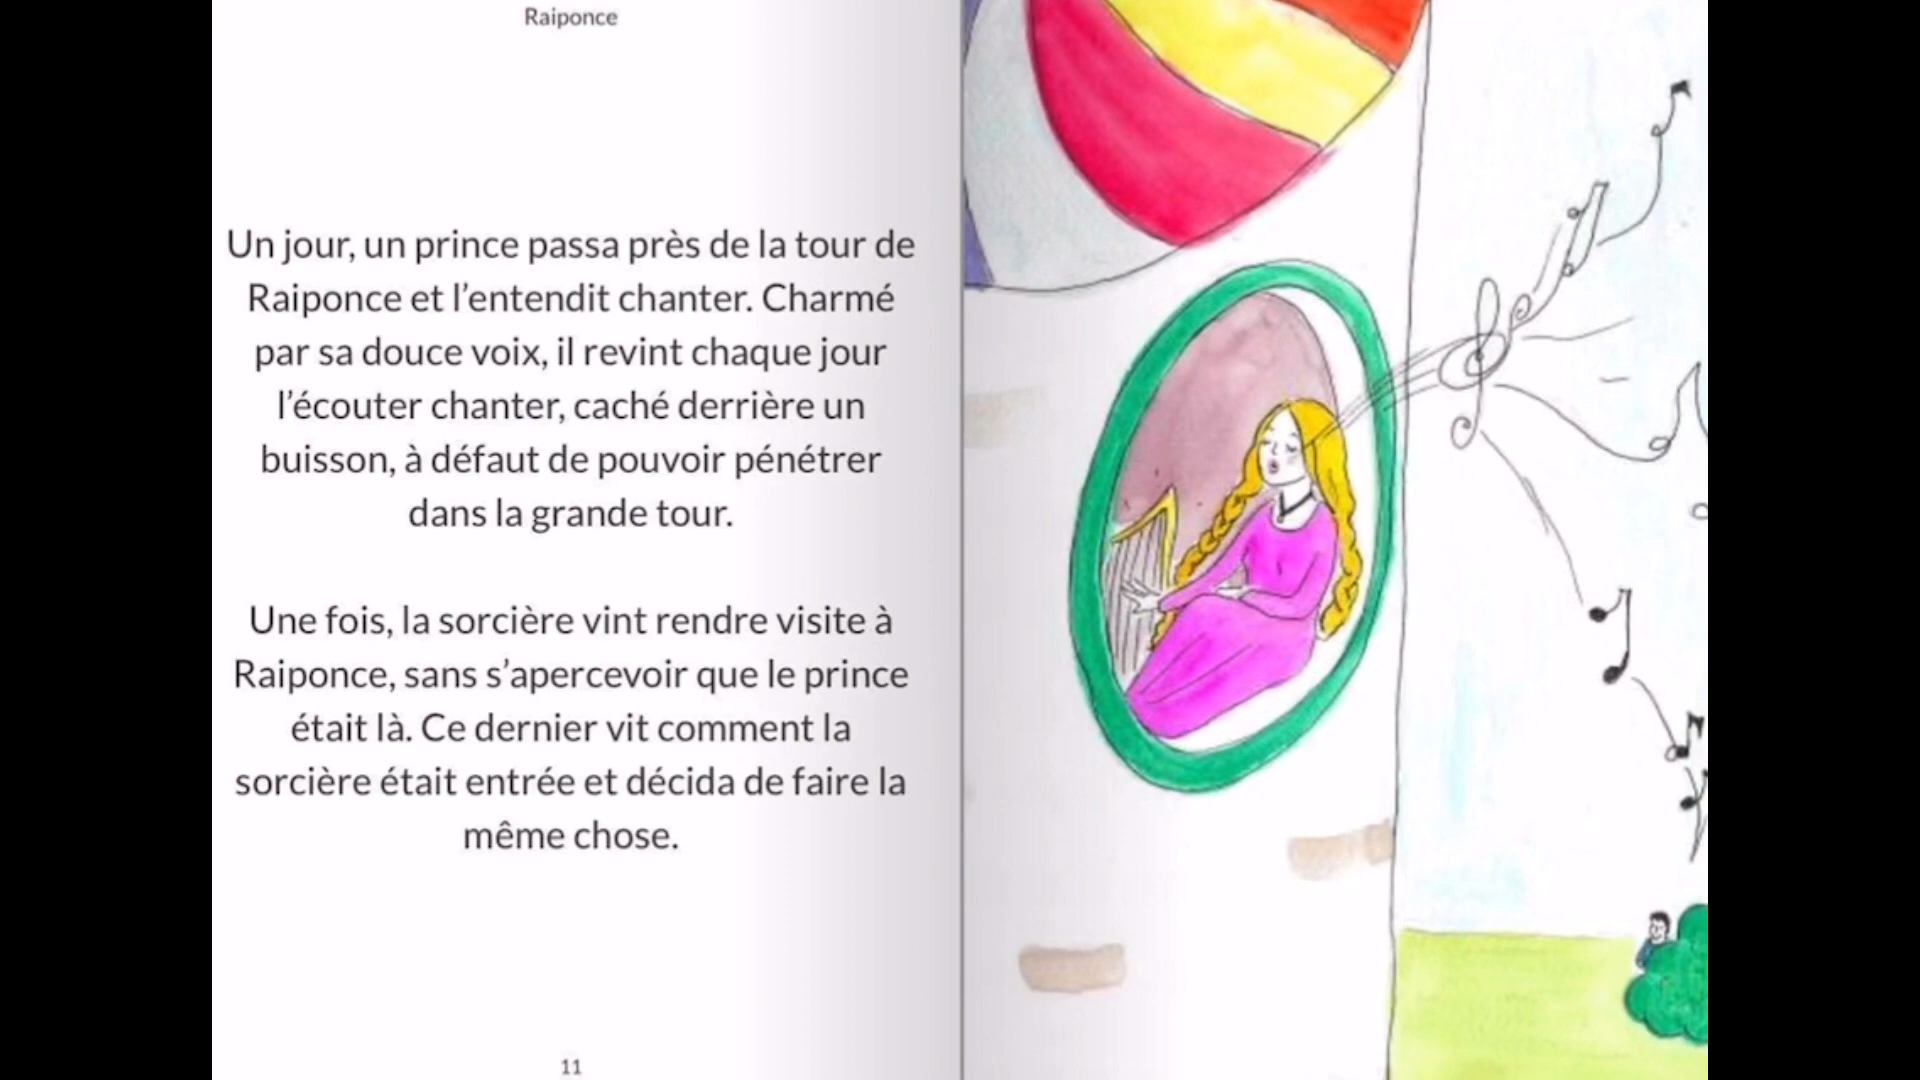 Raiponce
Un jour, un prince passa près de la tour de
Raiponce et l’entendit chanter. Charmé
par sa douce voix, il revint chaque jour
l’écouter chanter, caché derrière un
buisson, à défaut de pouvoir pénétrer
dans la grande tour.
Une fois, la sorcière vint rendre visite à
Raiponce, sans s’apercevoir que le prince
était là. Ce dernier vit comment la
sorcière était entrée et décida de faire la
même chose.
11